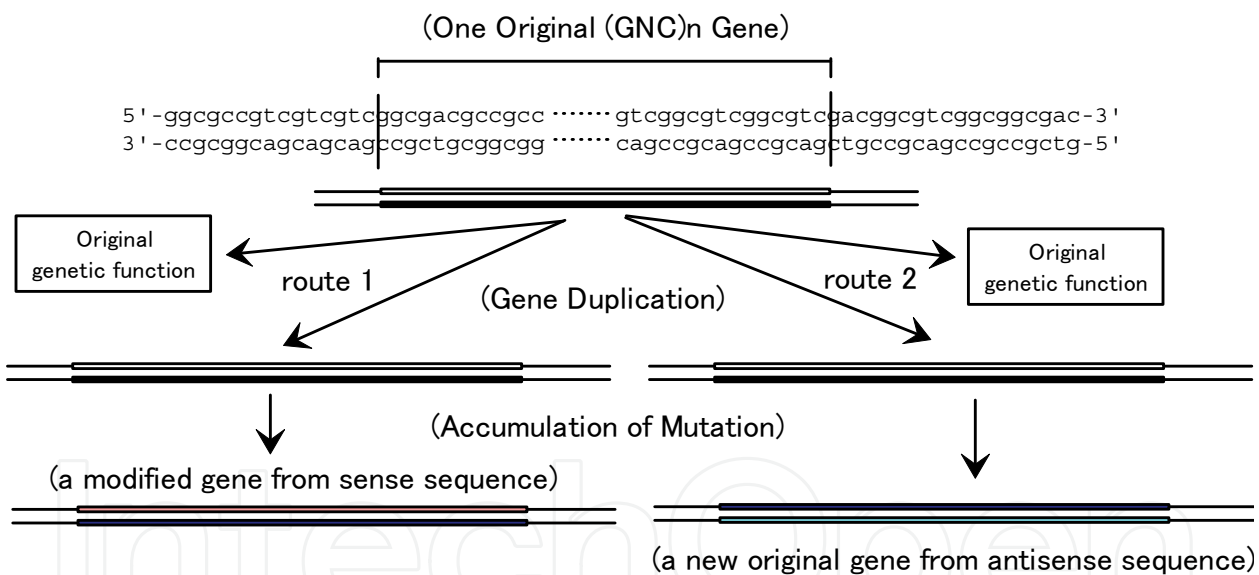 (One Original (GNC)n Gene)
5'-ggcgccgtcgtcgtcggcgacgccgcc ······· gtcggcgtcggcgtcgacggcgtcggcggcgac-3'
3'-ccgcggcagcagcagccgctgcggcgg cagccgcagccgcagctgccgcagccgccgctg-5'
Original
genetic function
route 1
(Gene Duplication)
route 2
Original
genetic function
(Accumulation of Mutation)
(a modified gene from sense sequence)
(a new original gene from antisense sequence)
IntechOpen